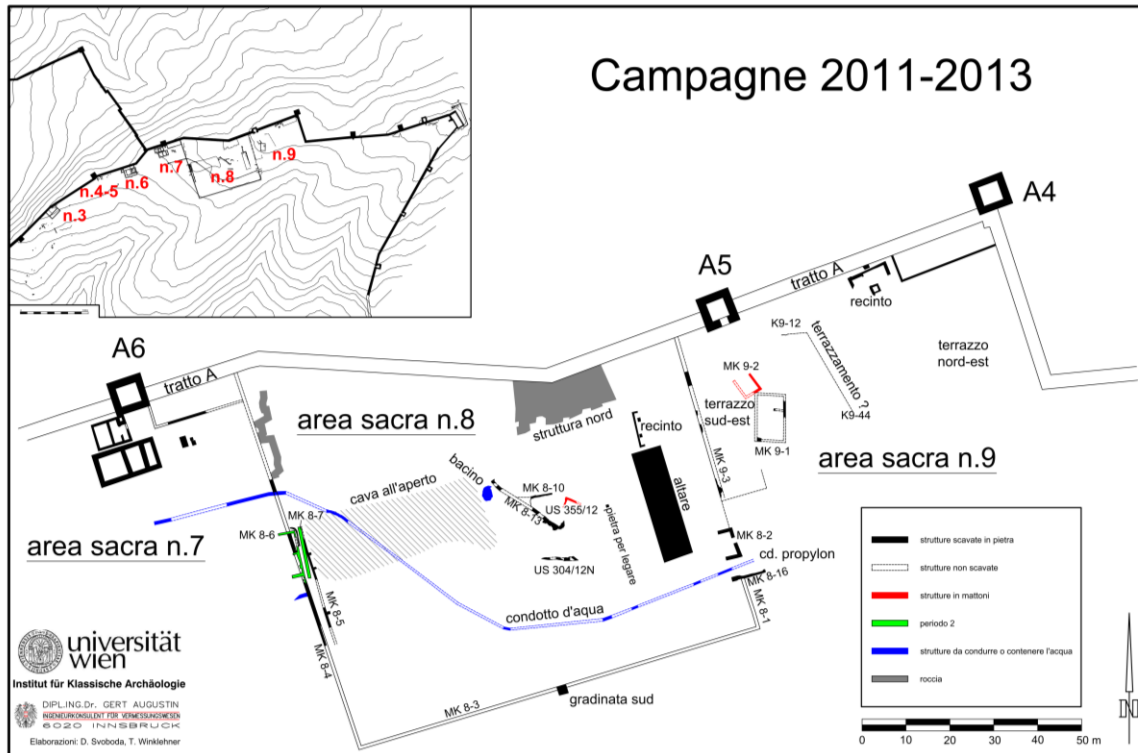 Campagne 2011-2013
n.9
n.7
n.8
n.6
n.4-5
n.3
A4
A5
tratto A
recinto
K9-12
terrazzamento ?
K9-44
terrazzo
nord-est
A6
tratto A
MK 9-2
terrazzo
sud-est
MK 9-1
MK 9-3
area sacra n.8
struttura nord
recinto
altare
area sacra n.9
bacino
cava all'aperto
MK 8-10
MK 8-13
US 355/12
pietra per legare
US 304/12N
MK 8-7
MK 8-6
area sacra n.7
MK 8-5
MK 8-4
MK 8-2
cd. propylon
MK 8-16
MK 8-1
condotto d'aqua
MK 8-3
gradinata sud
strutture scavate in pietra
strutture non scavate
strutture in mattoni
periodo 2
strutture da condurre o contenere l'acqua
roccia
N
0 10 20 30 40 50 m
universität
wien
Institut für Klassische Archäologie
DIPLING.Dr. GERT AUGUSTIN
INGENIEURKONSULENT FÜR VERMESSUNGSWESEN
6020 INNSBRUCK
Elaborazioni: D. Svoboda, T. Winklehner